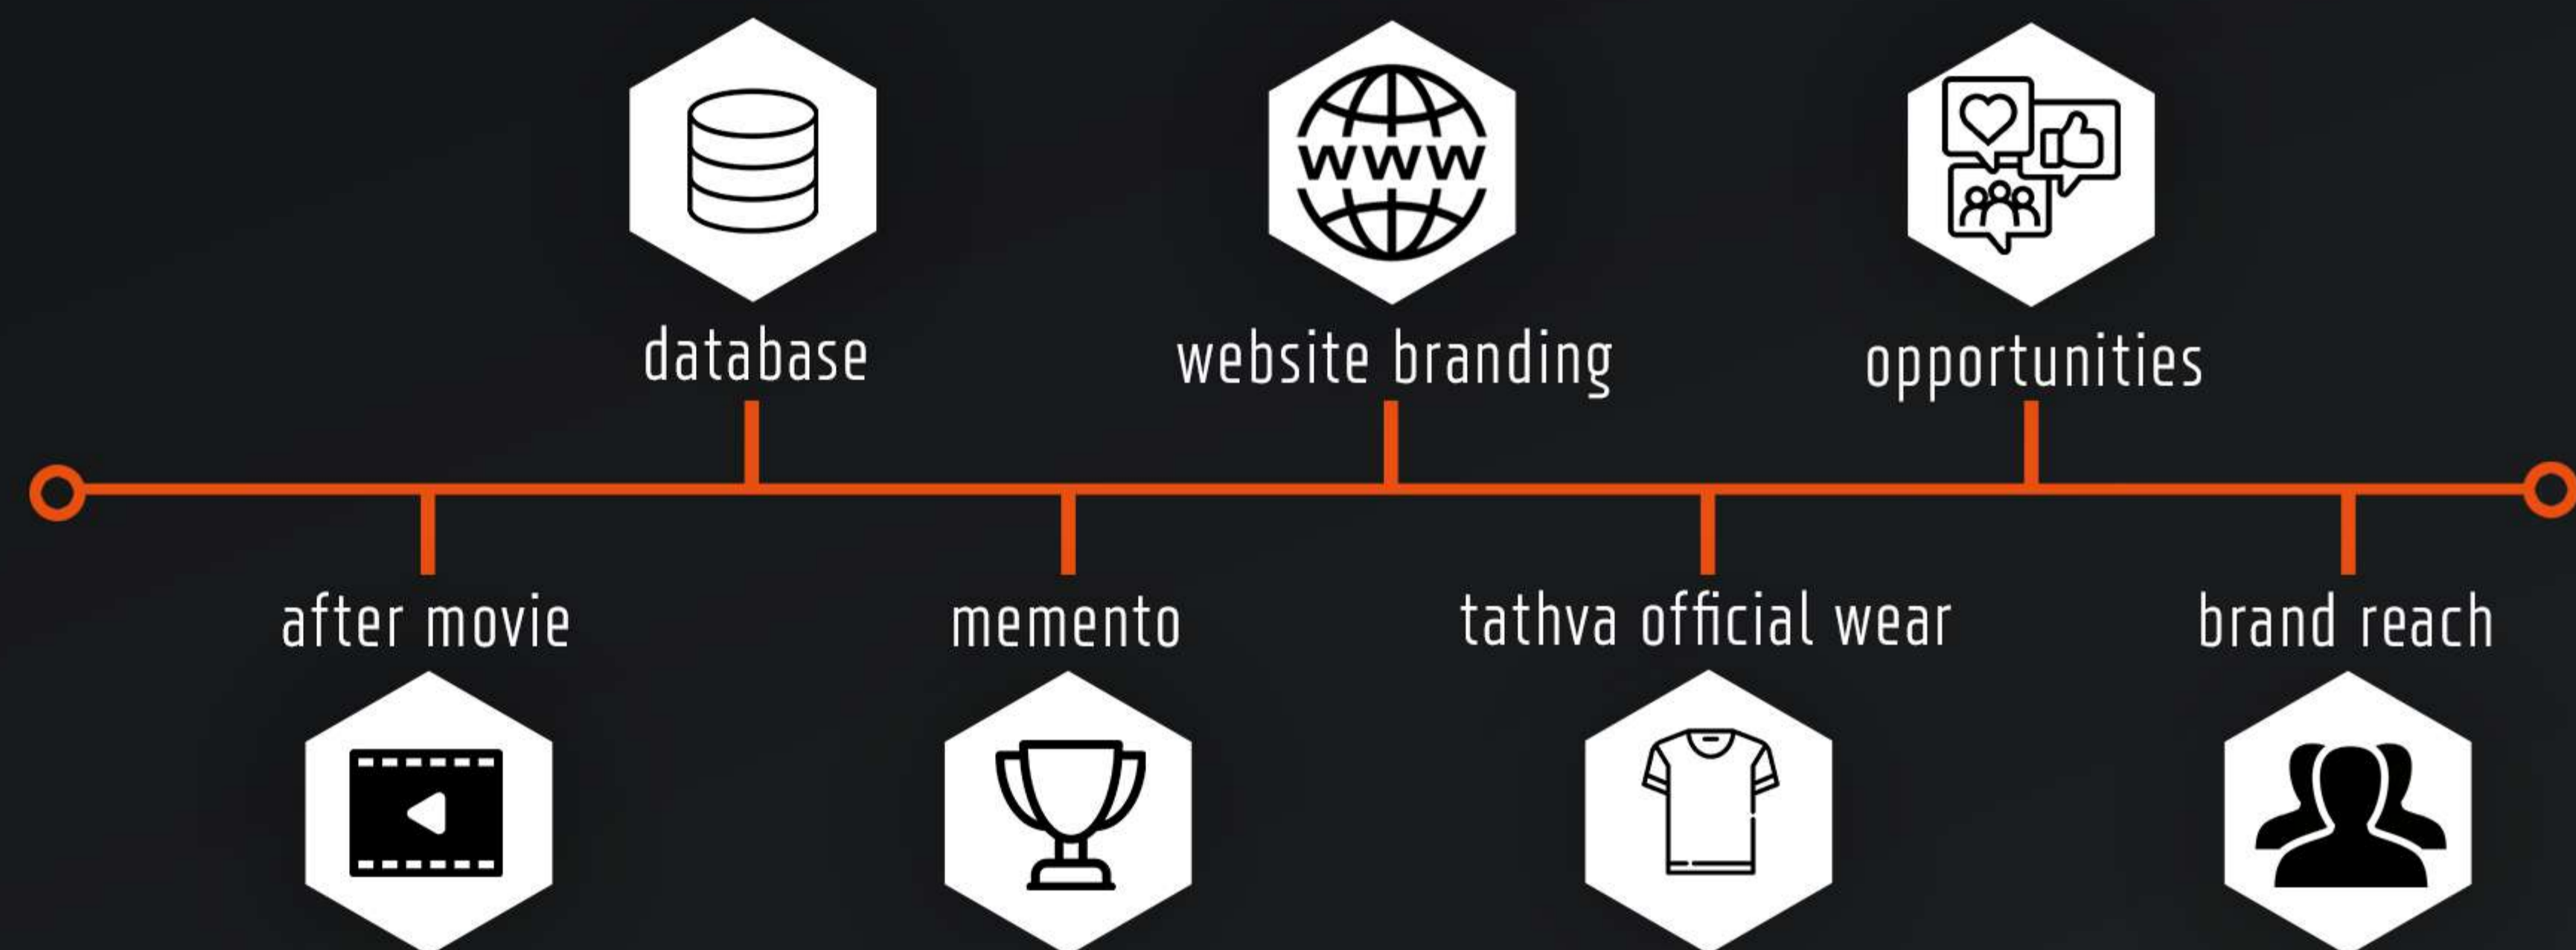 www
database
website branding
opportunities
after movie
memento
tathva official wear
brand reach